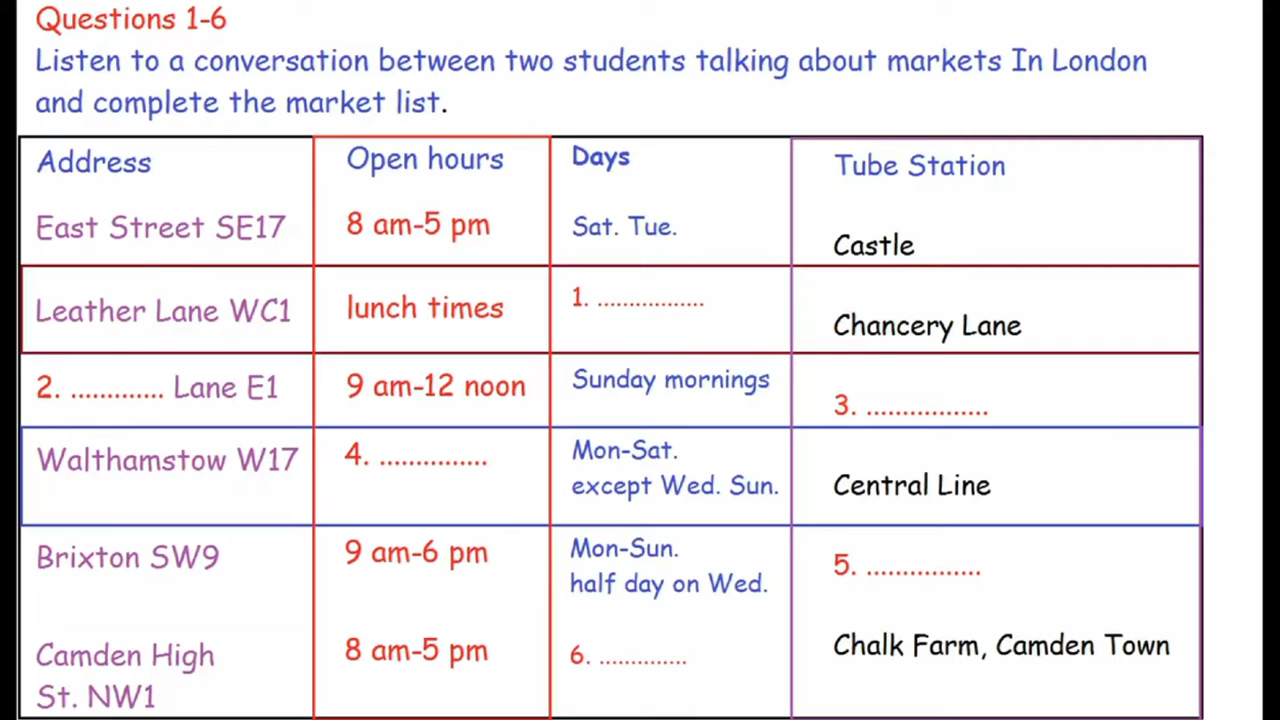 Questions 1-6
Listen to a conversation between two students talking about markets In London
and complete the market list.
Address Open hours Days Tube Station
East Street SE17 8 am-5 pm Sat. Tue. Castle
Leather Lane WC1 lunch times 1. ................. Chancery Lane
2. ............. Lane E1 9 am-12 noon Sunday mornings 3. .................
Walthamstow W17 4. ............... Mon-Sat.
except Wed. Sun. Central Line
Brixton SW9 9 am-6 pm Mon-Sun.
half day on Wed. 5. ................
Camden High 8 am-5 pm 6. .............. Chalk Farm, Camden Town
St. NW1